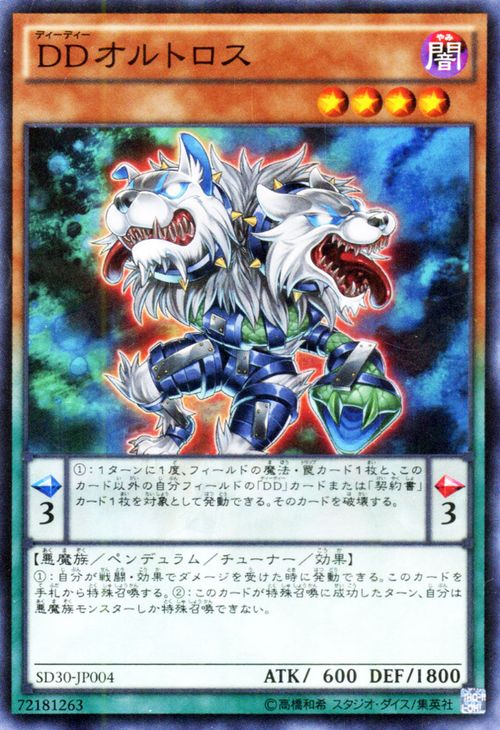 ディーディー
DDオルトロス
やみ
闇
①：1ターンに1度、フィールドの魔法・罠カード1枚と、この
カード以外の自分フィールドの「DD」カードまたは「契約書」
カード1枚を対象として発動できる。そのカードを破壊する。
3
3
【悪魔族／ペンデュラム／チューナー／効果】
①：自分が戦闘・効果でダメージを受けた時に発動できる。このカードを
手札から特殊召喚する。②：このカードが特殊召喚に成功したターン、自分は
悪魔族モンスターしか特殊召喚できない。
SD30-JP004
ATK/ 600 DEF/1800
72181263
©高橋和希 スタジオ・ダイス/集英社